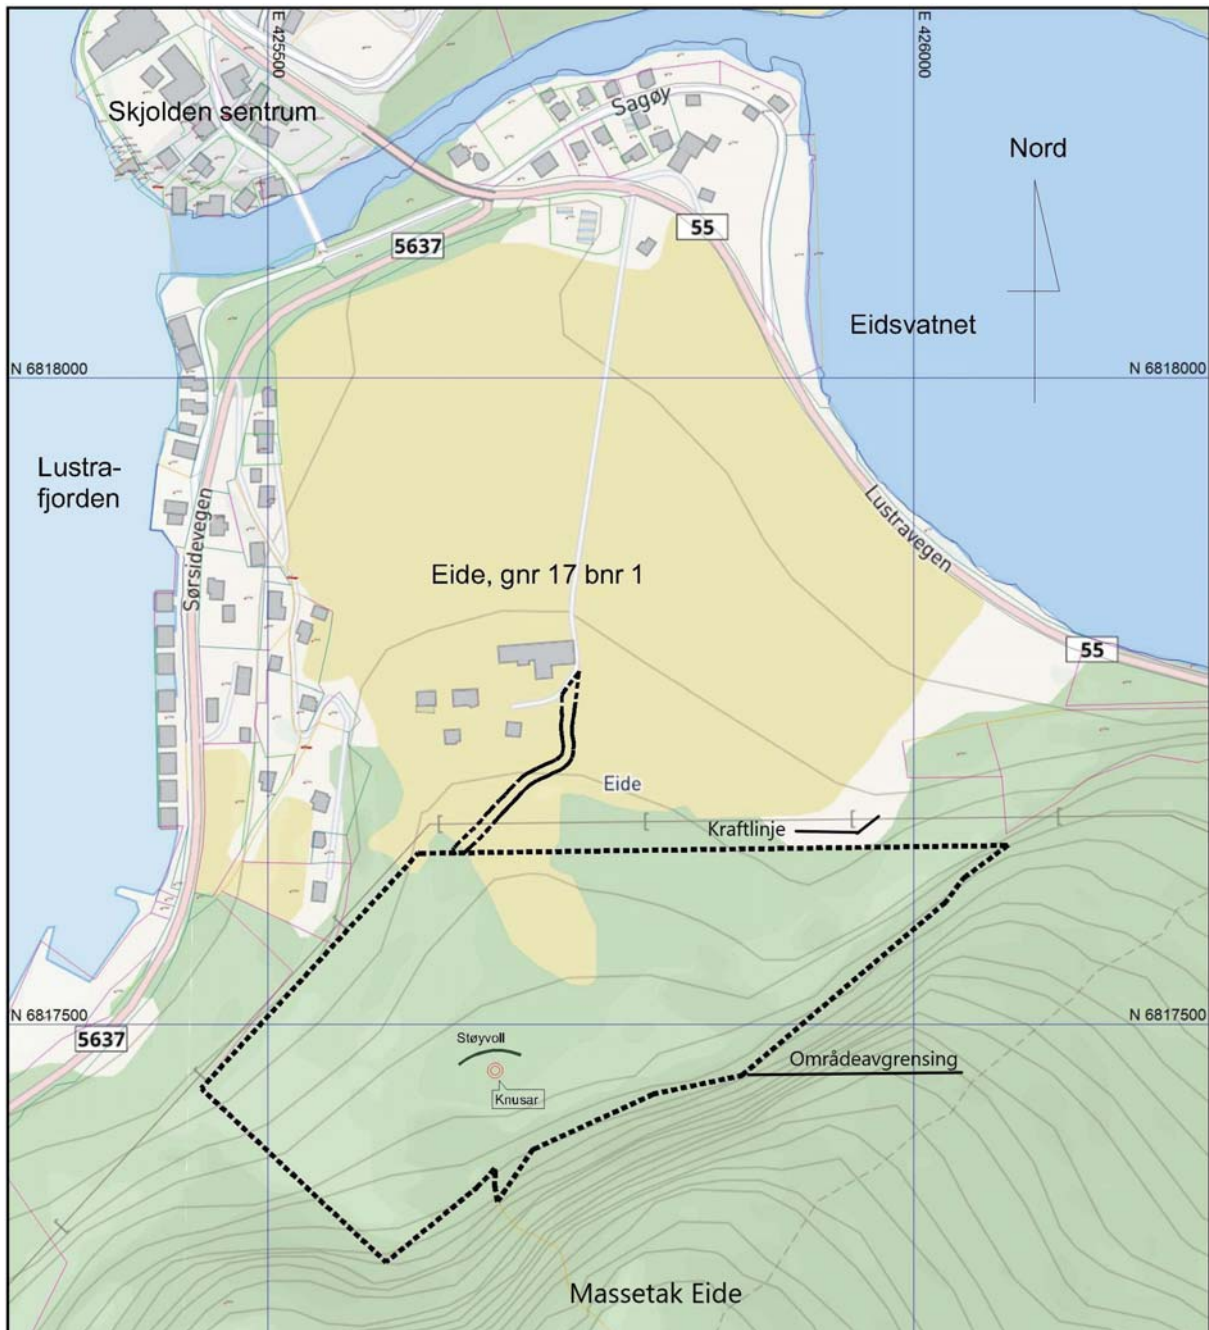 E 425500
E 426000
Skjolden sentrum
Sagøy
Nord
55
5637
Eidsvatnet
N 6818000
N 6818000
Lustra-
fjorden
Sørsidevegen
Lustravegen
Eide, gnr 17 bnr 1
55
Eide
Kraftlinje
N 6817500
N 6817500
5637
Støyvoll
Knusar
Områdeavgrensing
Massetak Eide